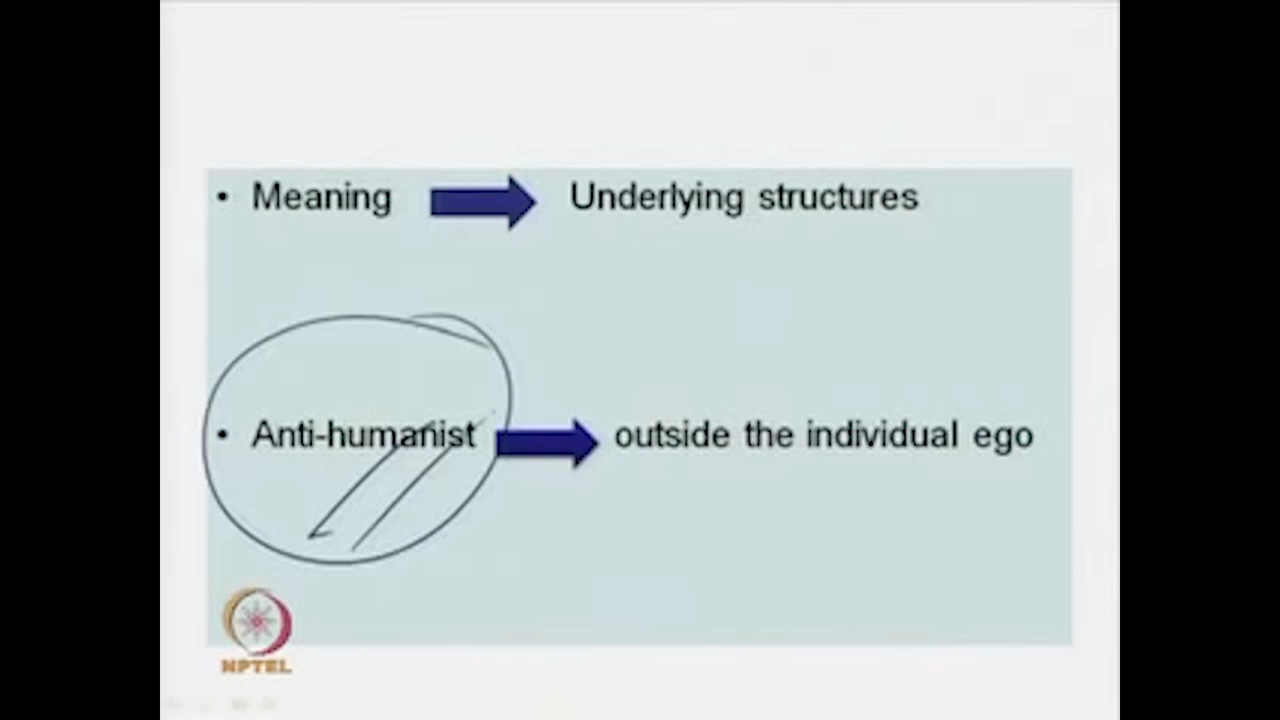 • Meaning Underlying structures
• Anti-humanist outside the individual ego
NPTEL